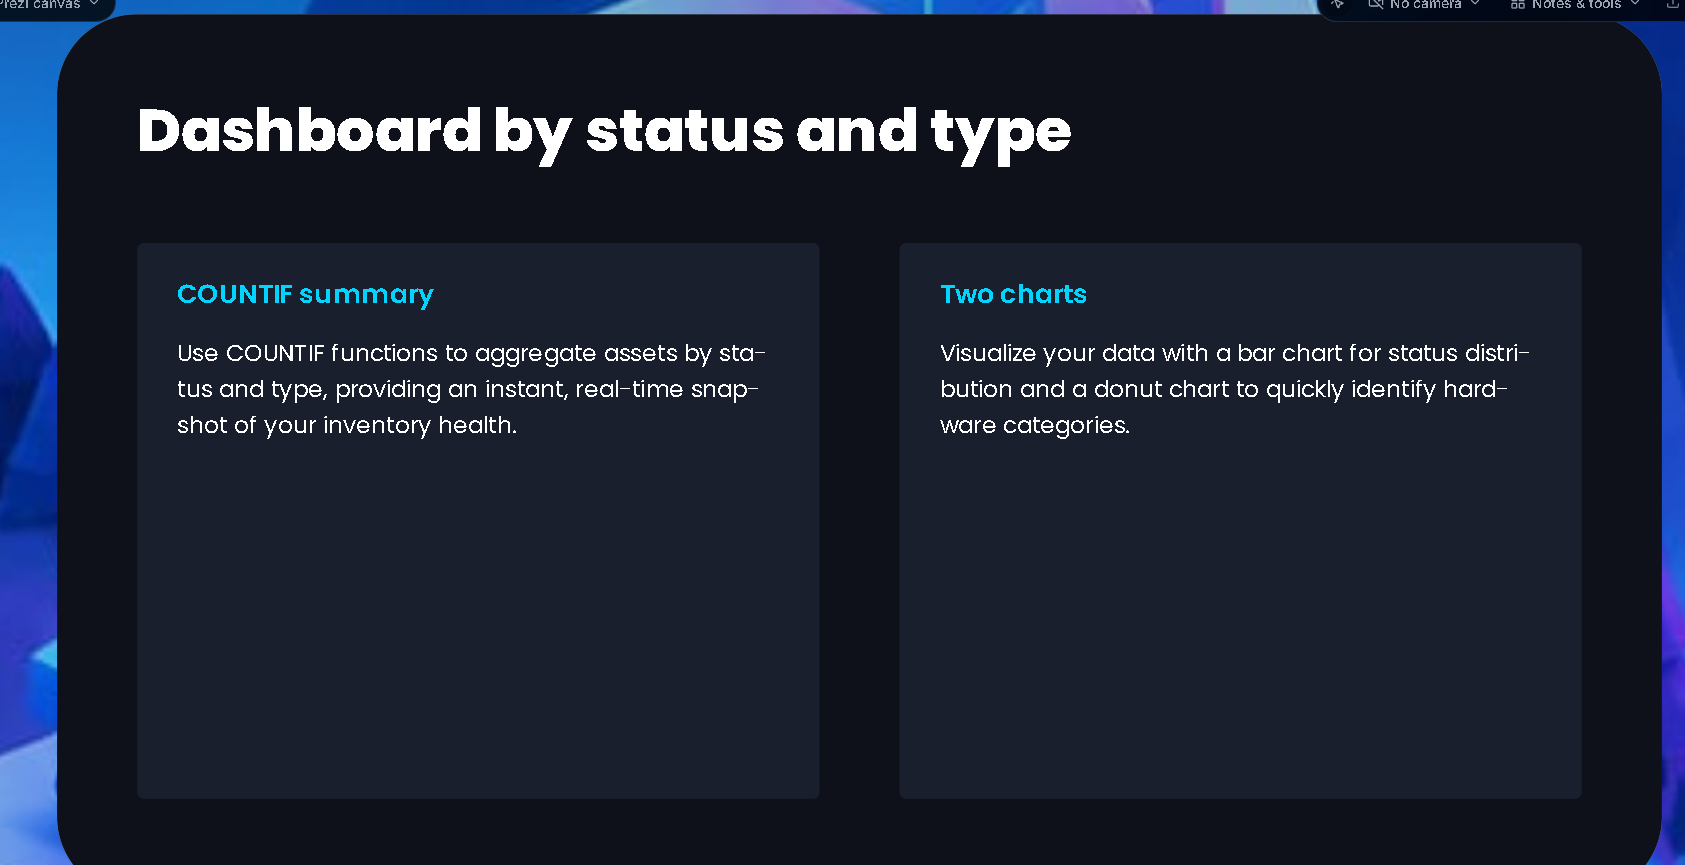 Prezi canvas
No camera
Notes & tools
Dashboard by status and type
COUNTIF summary
Use COUNTIF functions to aggregate assets by sta-
tus and type, providing an instant, real-time snap-
shot of your inventory health.
Two charts
Visualize your data with a bar chart for status distri-
bution and a donut chart to quickly identify hard-
ware categories.